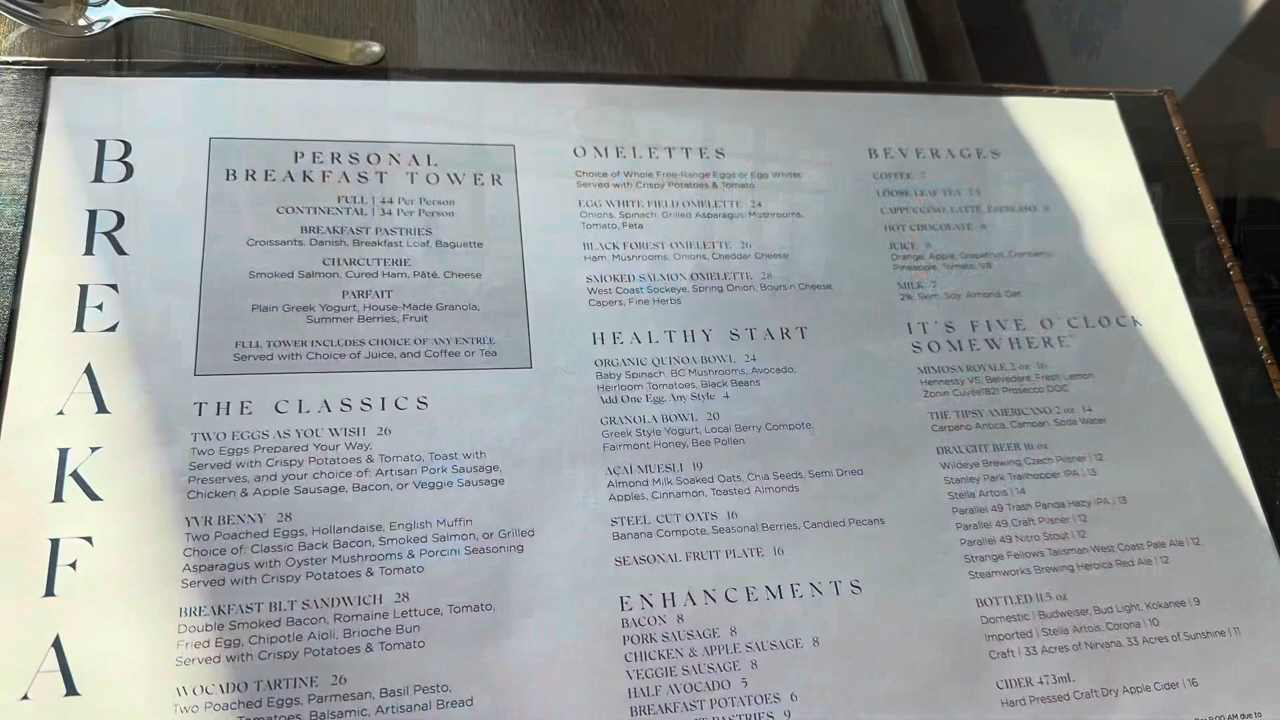 BREAKFA
PERSONAL
BREAKFAST TOWER
FULL | 44 Per Person
CONTINENTAL | 34 Per Person
BREAKFAST PASTRIES
Croissants, Danish, Breakfast Loaf, Baguette
CHARCUTERIE
Smoked Salmon, Cured Ham, Pâté, Cheese
PARFAIT
Plain Greek Yogurt, House-Made Granola,
Summer Berries, Fruit
FULL TOWER INCLUDES CHOICE OF ANY ENTRÉE
Served with Choice of Juice, and Coffee or Tea
THE CLASSICS
TWO EGGS AS YOU WISH 26
Two Eggs Prepared Your Way,
Served with Crispy Potatoes & Tomato, Toast with
Preserves, and your choice of: Artisan Pork Sausage,
Chicken & Apple Sausage, Bacon, or Veggie Sausage
YVR BENNY 28
Two Poached Eggs, Hollandaise, English Muffin
Choice of: Classic Back Bacon, Smoked Salmon, or Grilled
Asparagus with Oyster Mushrooms & Porcini Seasoning
Served with Crispy Potatoes & Tomato
BREAKFAST BLT SANDWICH 28
Double Smoked Bacon, Romaine Lettuce, Tomato,
Fried Egg, Chipotle Aioli, Brioche Bun
Served with Crispy Potatoes & Tomato
AVOCADO TARTINE 26
Two Poached Eggs, Parmesan, Basil Pesto,
Tomatoes, Balsamic, Artisanal Bread
OMELETTES
Choice of Whole Free-Range Eggs or Egg Whites
Served with Crispy Potatoes & Tomato
EGG WHITE FIELD OMELETTE 24
Onions, Spinach, Grilled Asparagus, Mushrooms,
Tomato, Feta
BLACK FOREST OMELETTE 26
Ham, Mushrooms, Onions, Cheddar Cheese
SMOKED SALMON OMELETTE 28
West Coast Sockeye, Spring Onion, Boursin Cheese
Capers, Fine Herbs
HEALTHY START
ORGANIC QUINOA BOWL 24
Baby Spinach, BC Mushrooms, Avocado,
Heirloom Tomatoes, Black Beans
Add One Egg, Any Style 4
GRANOLA BOWL 20
Greek Style Yogurt, Local Berry Compote,
Fairmont Honey, Bee Pollen
AÇAI MUESLI 19
Almond Milk Soaked Oats, Chia Seeds, Semi Dried
Apples, Cinnamon, Toasted Almonds
STEEL CUT OATS 16
Banana Compote, Seasonal Berries, Candied Pecans
SEASONAL FRUIT PLATE 16
ENHANCEMENTS
BACON 8
PORK SAUSAGE 8
CHICKEN & APPLE SAUSAGE 8
VEGGIE SAUSAGE 8
HALF AVOCADO 5
BREAKFAST POTATOES 6
PASTRIES 9
BEVERAGES
COFFEE 7
LOOSE LEAF TEA
CAPPUCCINO, LATTE, ESPRESSO 8
HOT CHOCOLATE 8
JUICE 8
Orange, Apple, Grapefruit, Cranberry
Pineapple, Tomato, V8
MILK 7
2%, Skim, Soy, Almond, Oat
IT'S FIVE O'CLOCK
SOMEWHERE
MIMOSA ROYALE 2 oz 16
Hennessy VS, Belvedere, Fresh Lemon,
Zonin Cuvée1821 Prosecco DOC
THE TIPSY AMERICANO 2 oz 14
Carpano Antica, Campari, Soda Water
DRAUGHT BEER 16 oz
Wildeye Brewing Czech Pilsner | 12
Stanley Park Trailhopper IPA | 13
Stella Artois | 14
Parallel 49 Trash Panda Hazy IPA | 13
Parallel 49 Craft Pilsner | 12
Parallel 49 Nitro Stout | 12
Strange Fellows Talisman West Coast Pale Ale | 12
Steamworks Brewing Heroica Red Ale | 12
BOTTLED 11.5 oz
Domestic | Budweiser, Bud Light, Kokanee | 9
Imported | Stella Artois, Corona | 10
Craft | 33 Acres of Nirvana, 33 Acres of Sunshine | 11
CIDER 473mL
Hard Pressed Craft Dry Apple Cider | 16
9:00 AM due to